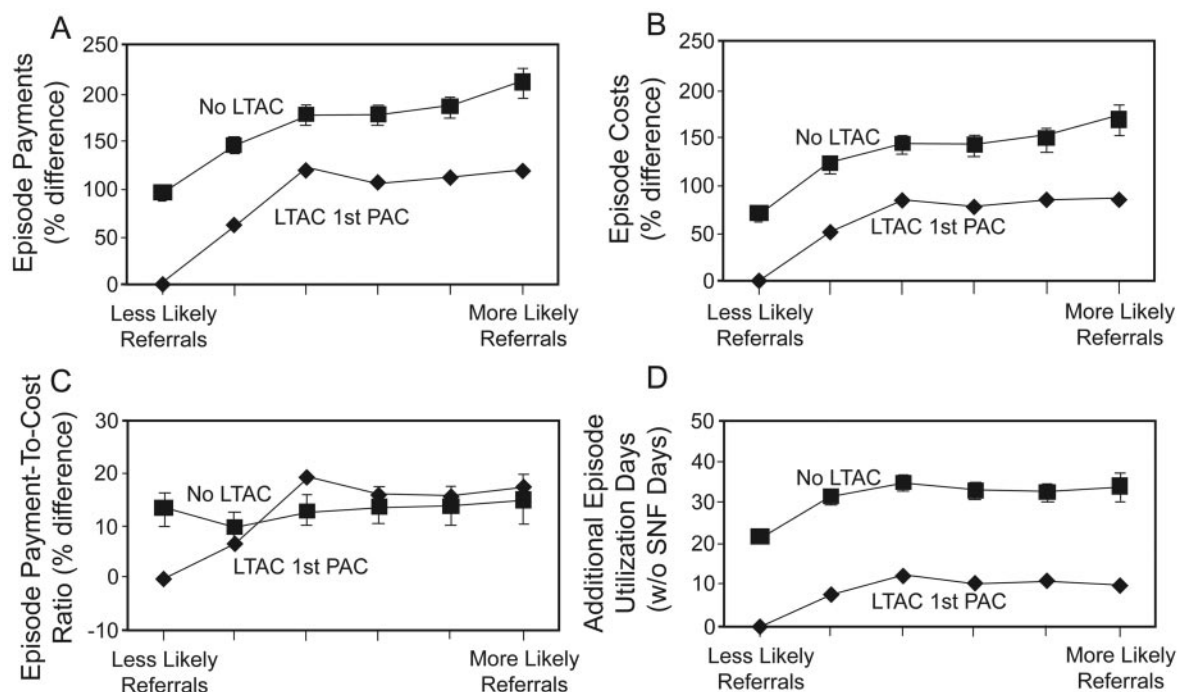 A
Episode Payments
(% difference)
250
200
150
100
50
0
No LTAC
LTAC 1st PAC
Less Likely
Referrals
More Likely
Referrals
B
Episode Costs
(% difference)
250
200
150
100
50
0
No LTAC
LTAC 1st PAC
Less Likely
Referrals
More Likely
Referrals
C
Episode Payment-To-Cost
Ratio (% difference)
30
20
10
0
-10
No LTAC
LTAC 1st PAC
Less Likely
Referrals
More Likely
Referrals
D
Additional Episode
Utilization Days
(w/o SNF Days)
50
40
30
20
10
0
No LTAC
LTAC 1st PAC
Less Likely
Referrals
More Likely
Referrals